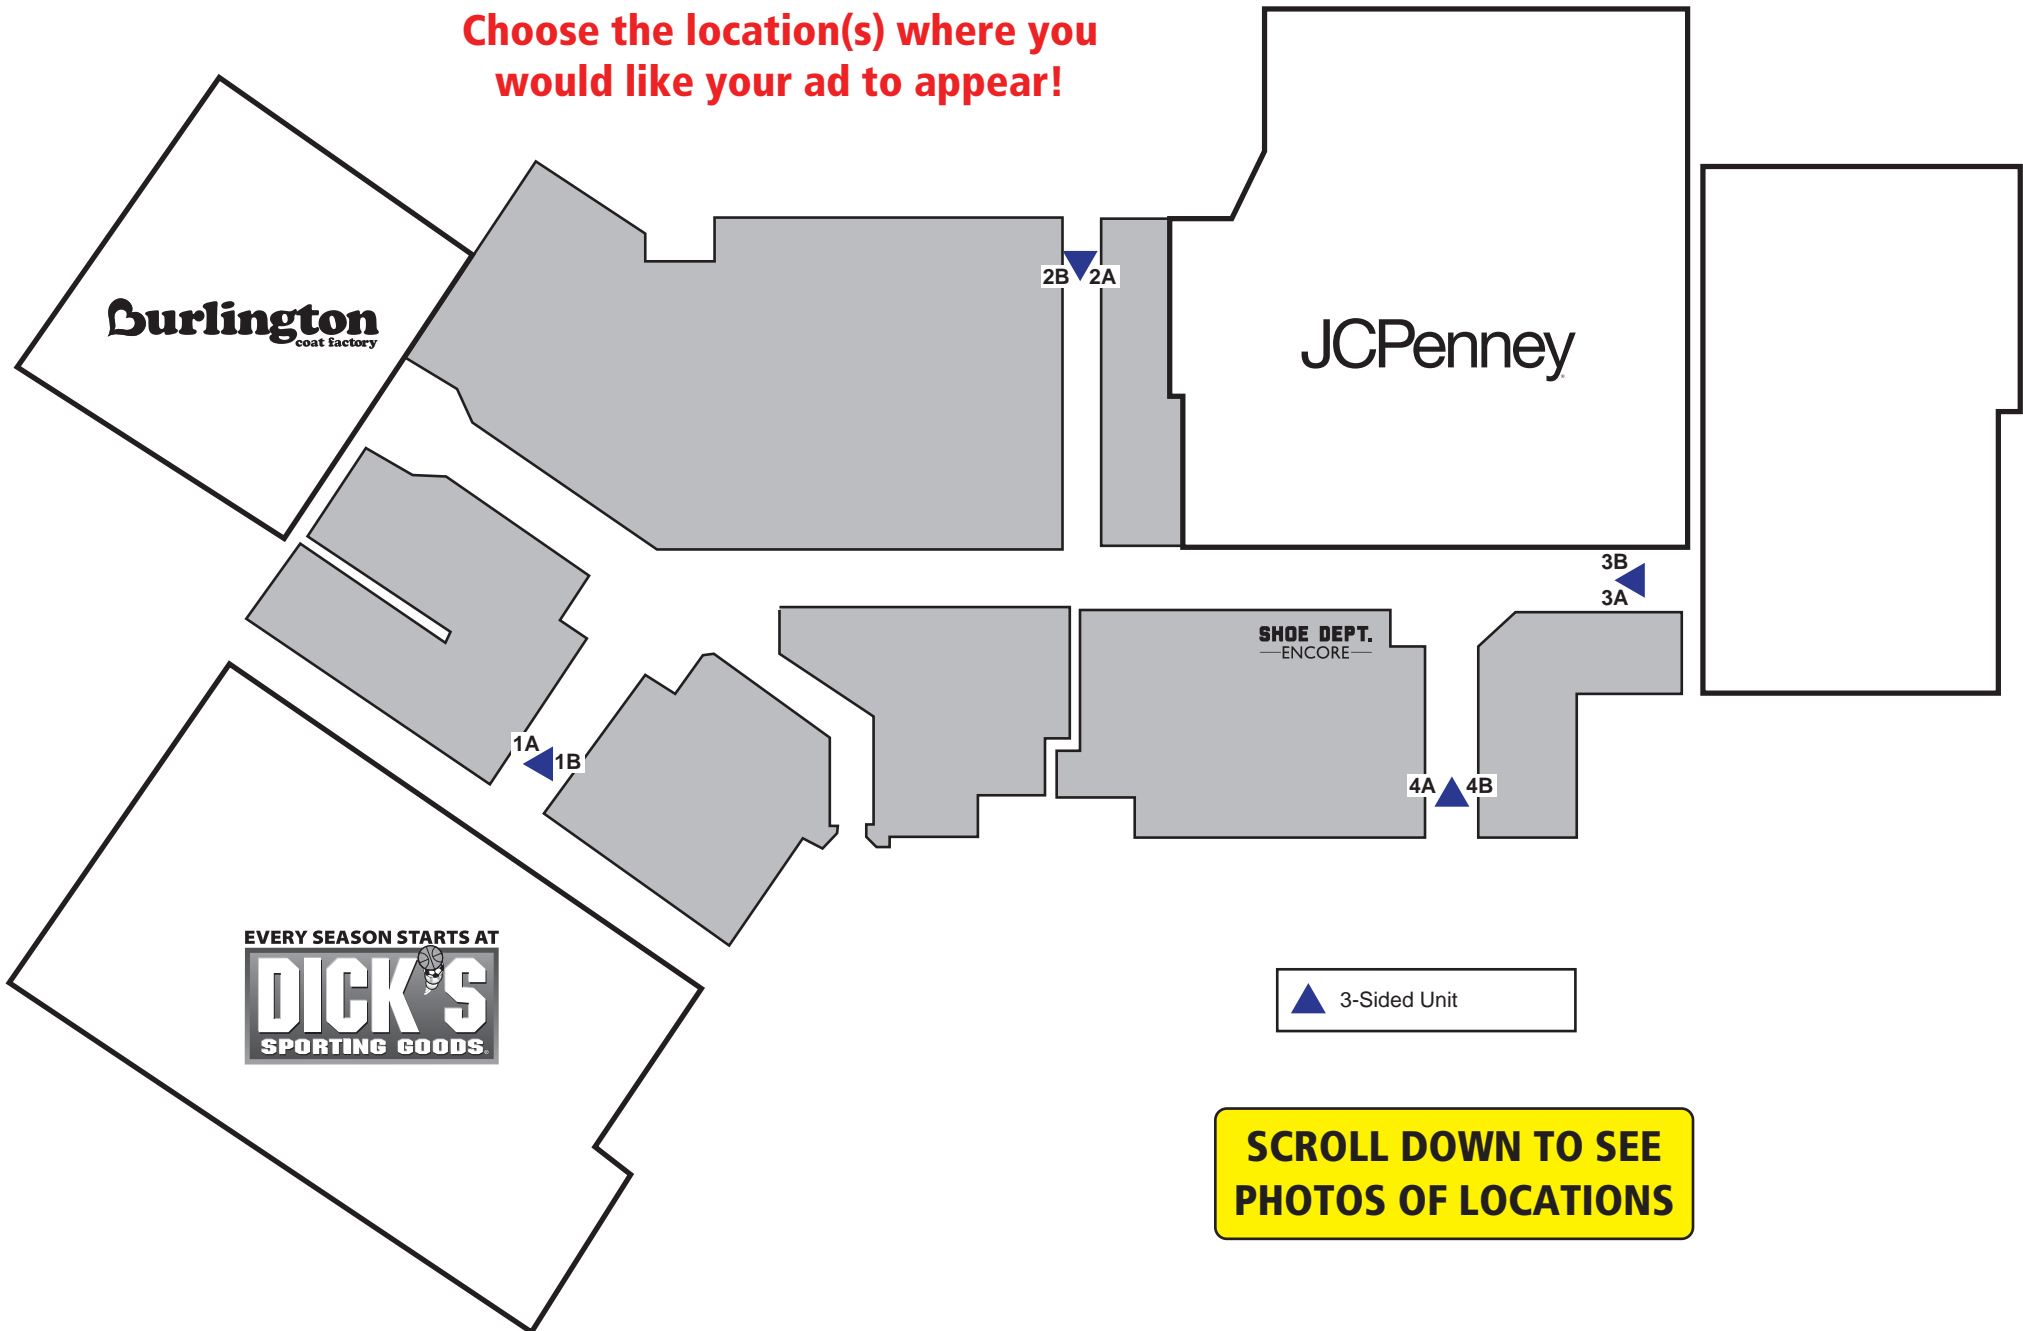 Choose the location(s) where you
would like your ad to appear!
Burlington
coat factory
2B
2A
JCPenney
3B
3A
SHOE DEPT.
ENCORE
1A
1B
4A
4B
EVERY SEASON STARTS AT
DICK'S
SPORTING GOODS®
3-Sided Unit
SCROLL DOWN TO SEE
PHOTOS OF LOCATIONS